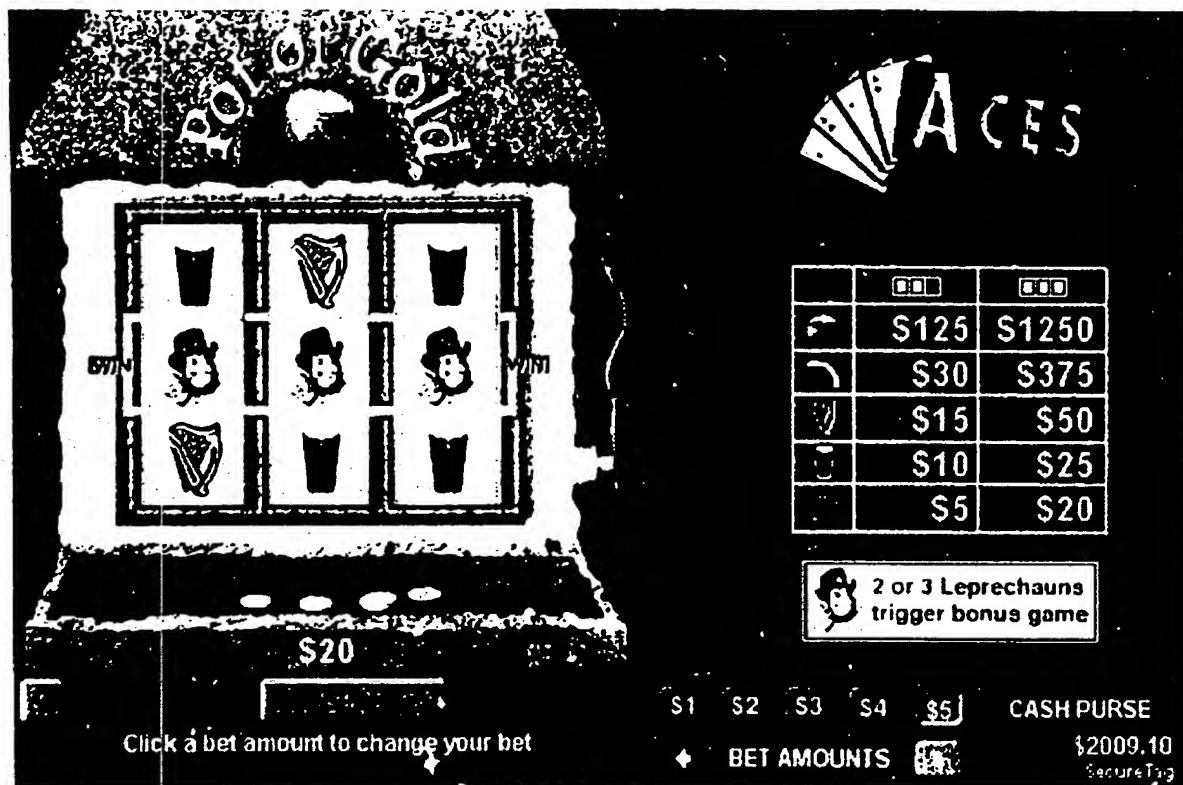 Pot of Gold
ACES
$125 $1250
$30 $375
$15 $50
$10 $25
$5 $20
WIN
2 or 3 Leprechauns
trigger bonus game
$20
$1 $2 $3 $4 $5 CASH PURSE
Click a bet amount to change your bet
BET AMOUNTS $2009.10
SecureTag